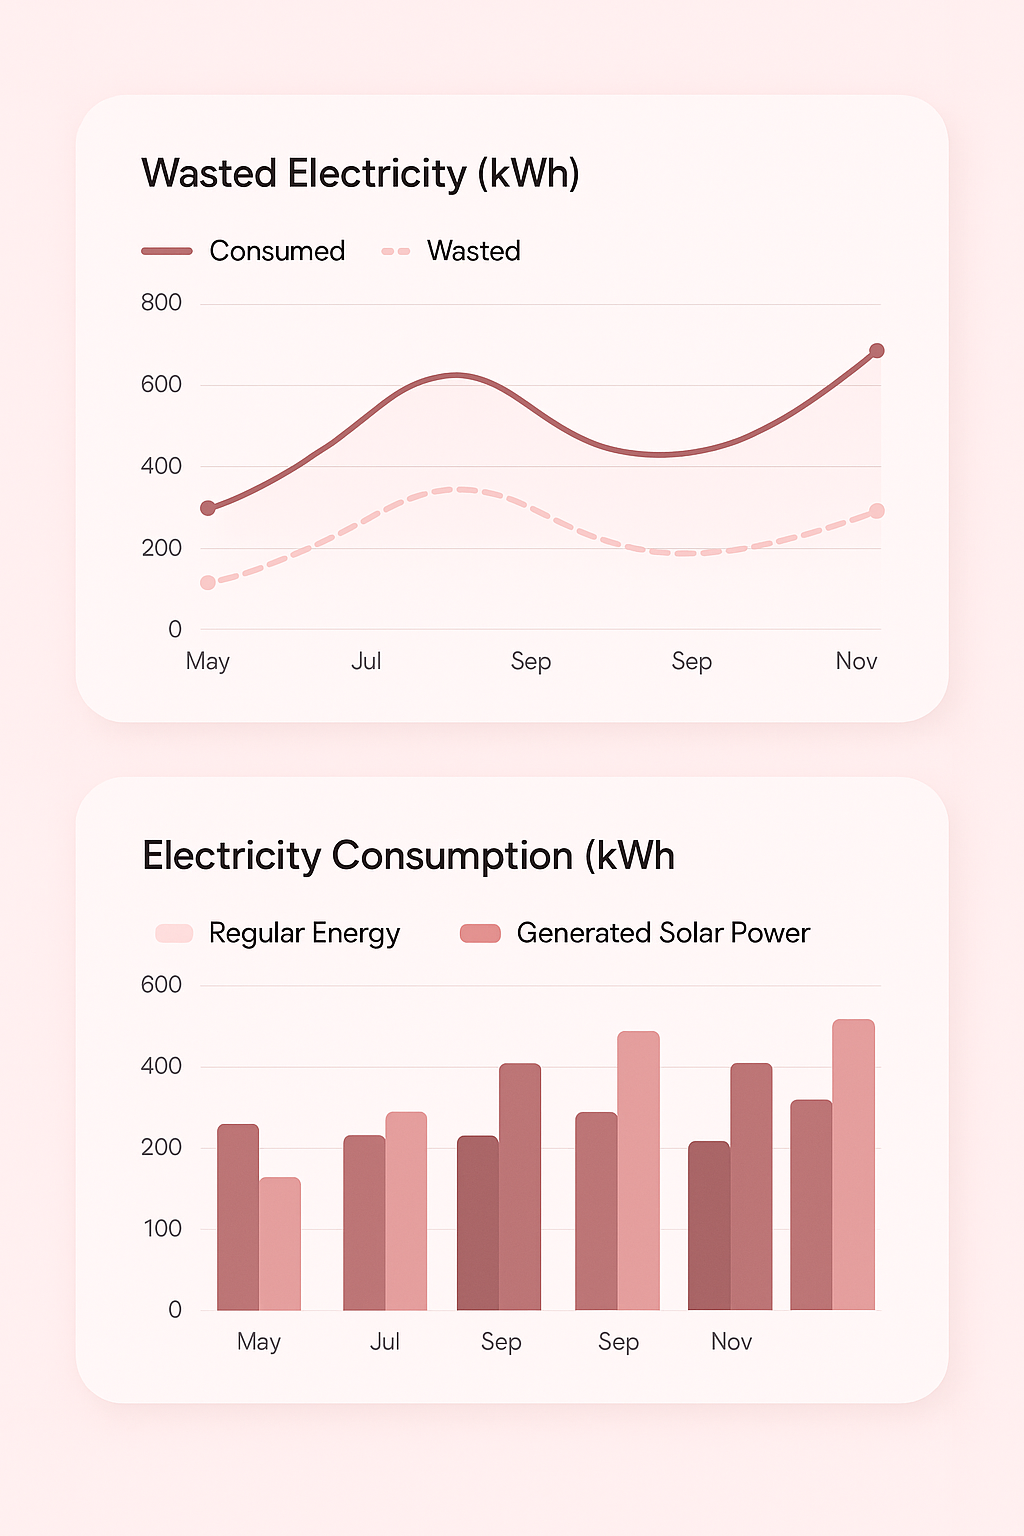 Wasted Electricity (kWh)
Consumed Wasted
800
600
400
200
0
May Jul Sep Sep Nov
Electricity Consumption (kWh
Regular Energy Generated Solar Power
600
400
200
100
0
May Jul Sep Sep Nov